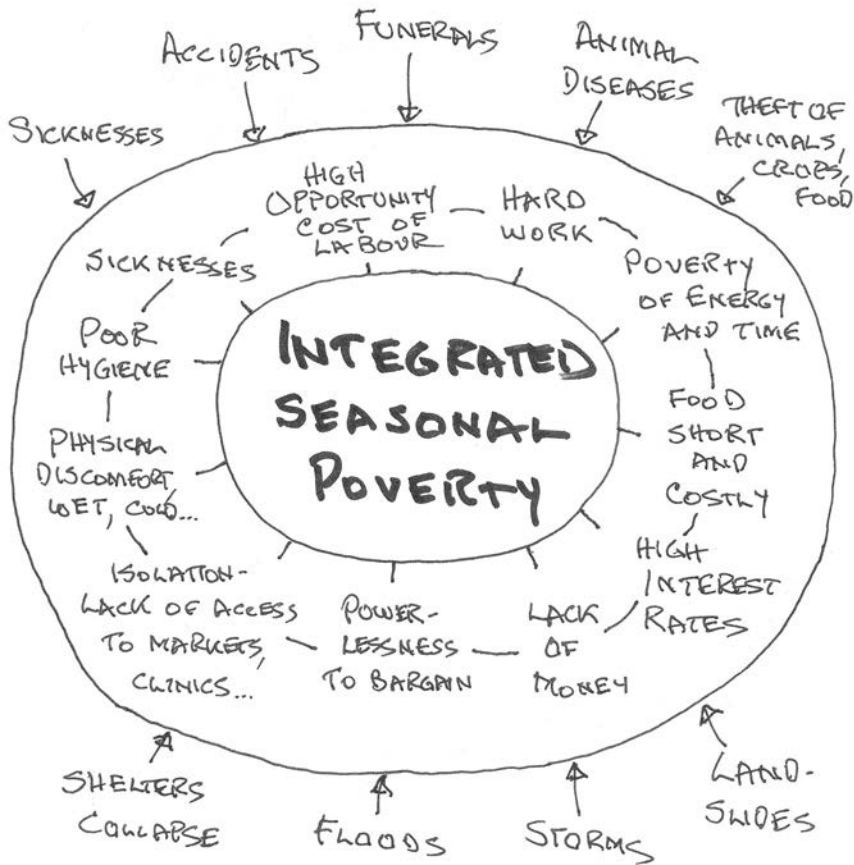 FUNERALS
ACCIDENTS
ANIMAL
DISEASES
THEFT OF
ANIMALS,
CROPS,
FOOD
SICKNESSES
HIGH
OPPORTUNITY
COST OF
LABOUR
HARD
WORK
POVERTY
OF ENERGY
AND TIME
FOOD
SHORT
AND
COSTLY
HIGH
INTEREST
RATES
LACK
OF
MONEY
POWER-
LESSNESS
TO BARGAIN
ISOLATION-
LACK OF ACCESS
TO MARKETS,
CLINICS...
PHYSICAL
DISCOMFORT,
WET, COLD...
POOR
HYGIENE
SICKNESSES
INTEGRATED
SEASONAL
POVERTY
SHELTERS
COLLAPSE
FLOODS
STORMS
LAND-
SLIDES